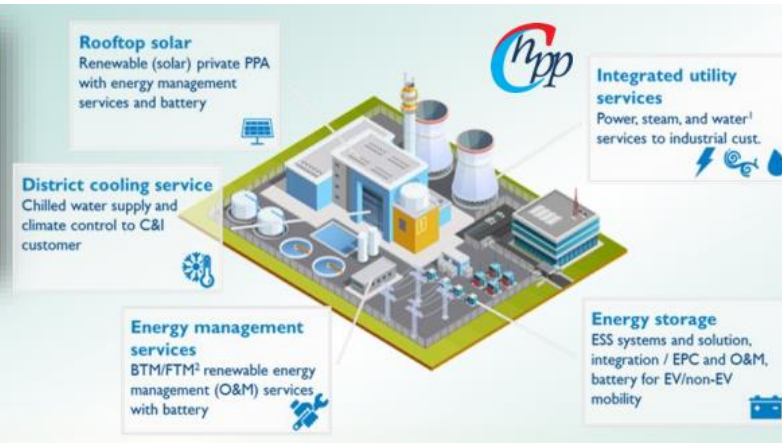 Rooftop solar
Renewable (solar) private PPA
with energy management
services and battery
Chpp
Integrated utility
services
Power, steam, and water¹
services to industrial cust.
District cooling service
Chilled water supply and
climate control to C&I
customer
Energy management
services
BTM/FTM² renewable energy
management (O&M) services
with battery
Energy storage
ESS systems and solution,
integration / EPC and O&M,
battery for EV/non-EV
mobility